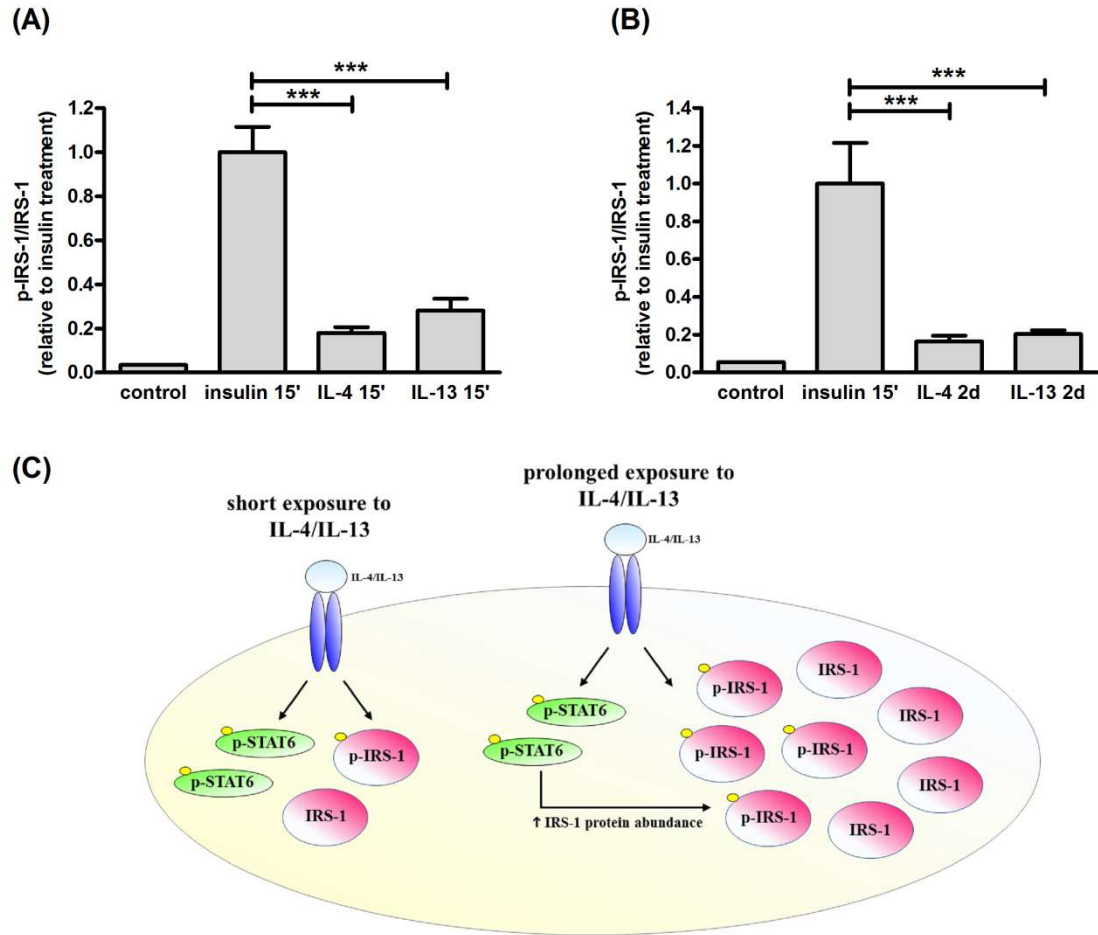 (A)
p-IRS-1/IRS-1
(relative to insulin treatment)
1.2
1.0
0.8
0.6
0.4
0.2
0.0
***
***
control
insulin 15'
IL-4 15'
IL-13 15'
(B)
p-IRS-1/IRS-1
(relative to insulin treatment)
1.4
1.2
1.0
0.8
0.6
0.4
0.2
0.0
***
***
control
insulin 15'
IL-4 2d
IL-13 2d
(C)
short exposure to
IL-4/IL-13
IL-4/IL-13
p-STAT6
p-STAT6
p-IRS-1
IRS-1
prolonged exposure to
IL-4/IL-13
IL-4/IL-13
p-STAT6
p-STAT6
↑ IRS-1 protein abundance
p-IRS-1
IRS-1
IRS-1
p-IRS-1
p-IRS-1
IRS-1
p-IRS-1
IRS-1